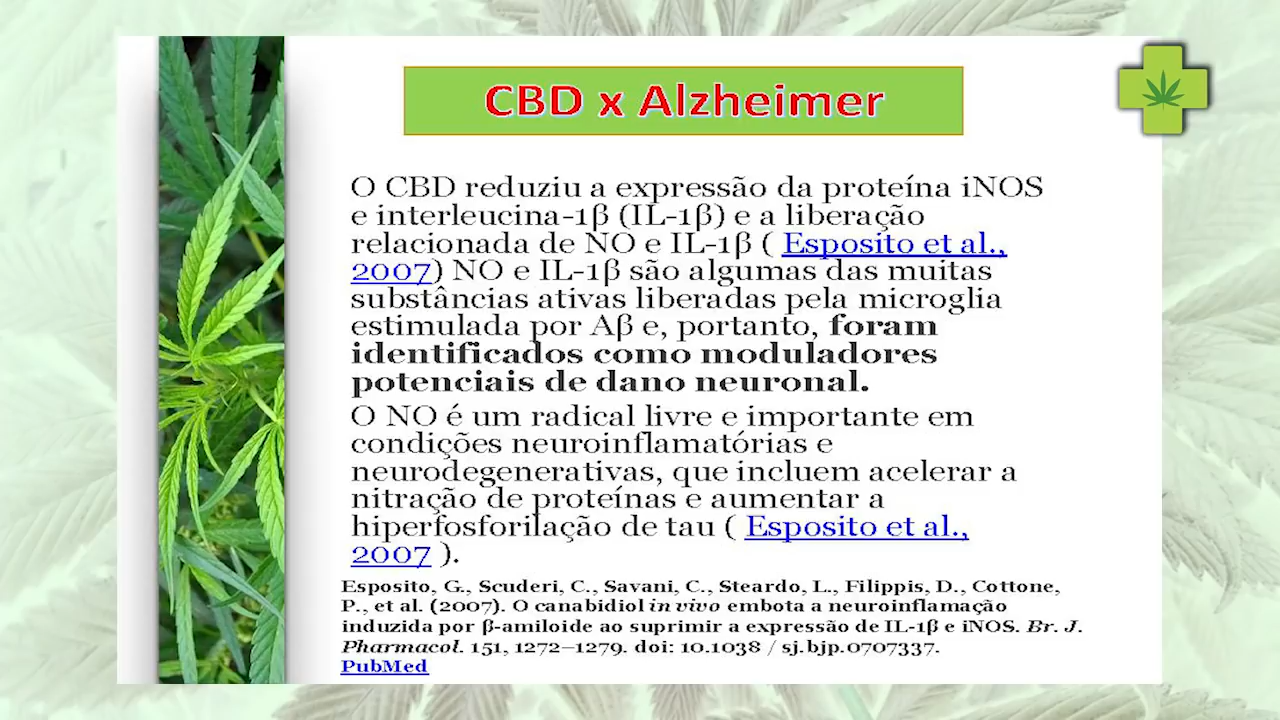 CBD x Alzheimer
O CBD reduziu a expressão da proteína iNOS
e interleucina-1β (IL-1β) e a liberação
relacionada de NO e IL-1β ( Esposito et al.,
2007) NO e IL-1β são algumas das muitas
substâncias ativas liberadas pela microglia
estimulada por Aβ e, portanto, foram
identificados como moduladores
potenciais de dano neuronal.
O NO é um radical livre e importante em
condições neuroinflamatórias e
neurodegenerativas, que incluem acelerar a
nitração de proteínas e aumentar a
hiperfosforilação de tau ( Esposito et al.,
2007 ).
Esposito, G., Scuderi, C., Savani, C., Steardo, L., Filippis, D., Cottone,
P., et al. (2007). O canabidiol in vivo embota a neuroinflamação
induzida por β-amiloide ao suprimir a expressão de IL-1β e iNOS. Br. J.
Pharmacol. 151, 1272–1279. doi: 10.1038 / sj.bjp.0707337.
PubMed